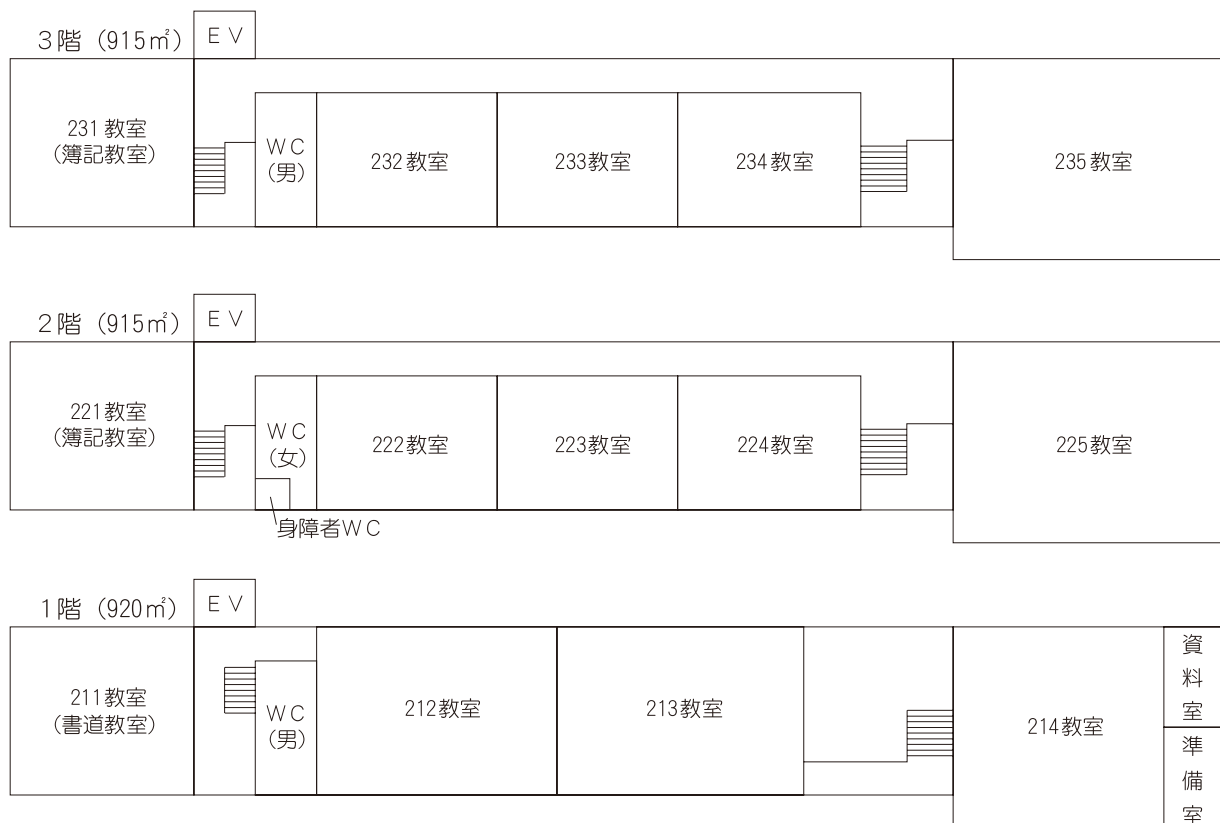 3階（915㎡）
ＥＶ
231教室
（簿記教室）
ＷＣ
（男）
232教室
233教室
234教室
235教室
2階（915㎡）
ＥＶ
221教室
（簿記教室）
ＷＣ
（女）
222教室
223教室
224教室
225教室
身障者ＷＣ
1階（920㎡）
ＥＶ
211教室
（書道教室）
ＷＣ
（男）
212教室
213教室
214教室
資料室
準備室